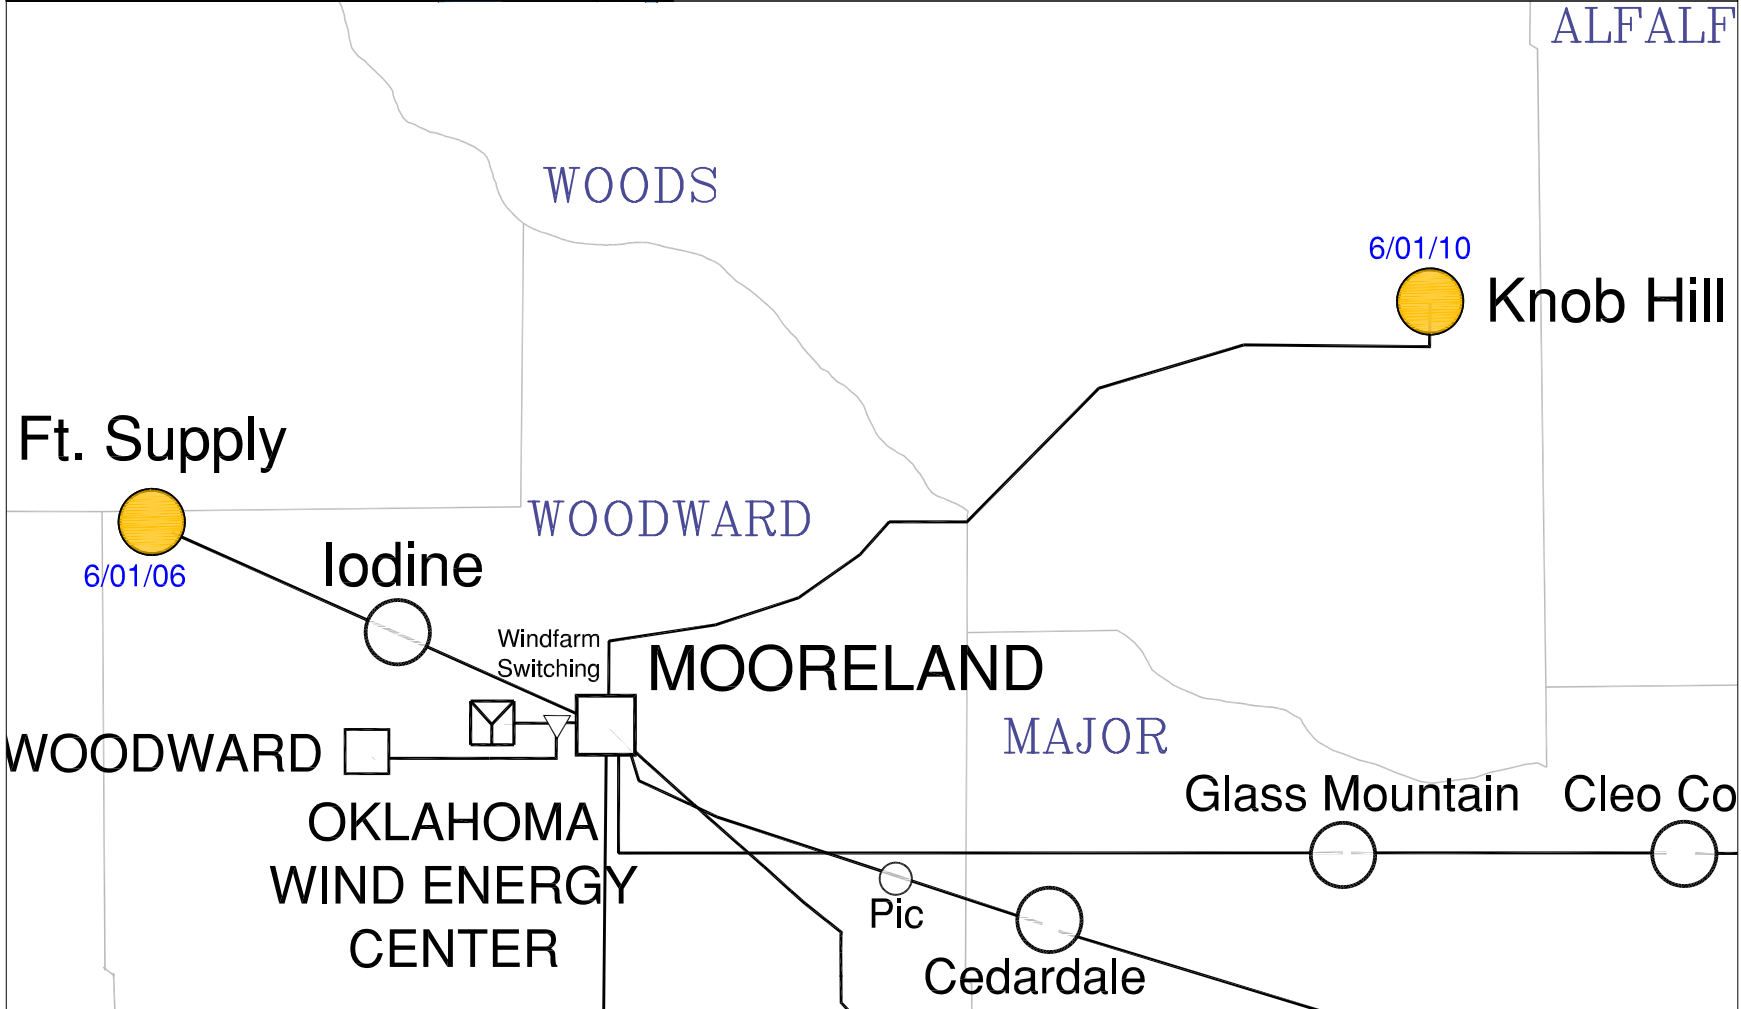 ALFALF
WOODS
6/01/10
Knob Hill
Ft. Supply
WOODWARD
6/01/06
Iodine
Windfarm
Switching
MOORELAND
MAJOR
WOODWARD
Glass Mountain
Cleo Co
OKLAHOMA
WIND ENERGY
CENTER
Pic
Cedardale